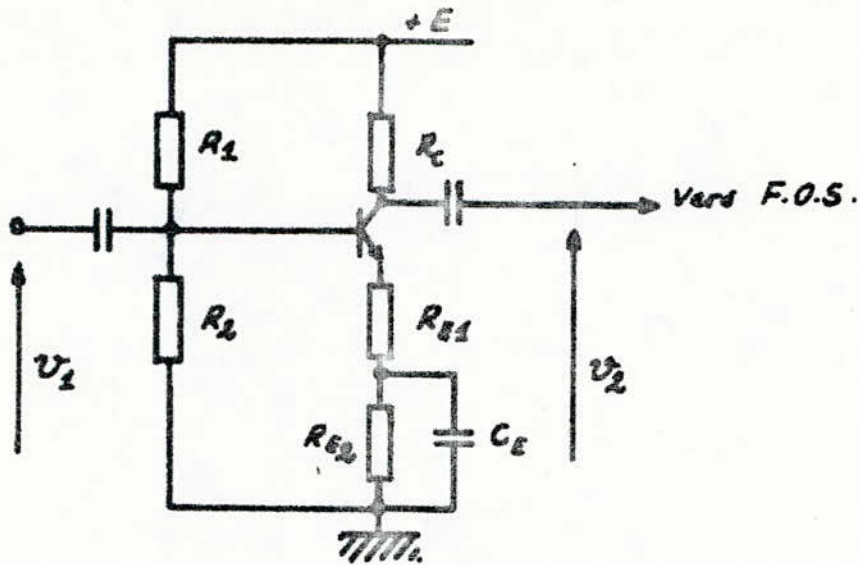 + E
R1
Rc
Vers F.O.S.
R2
RE1
v1
v2
RE2
CE